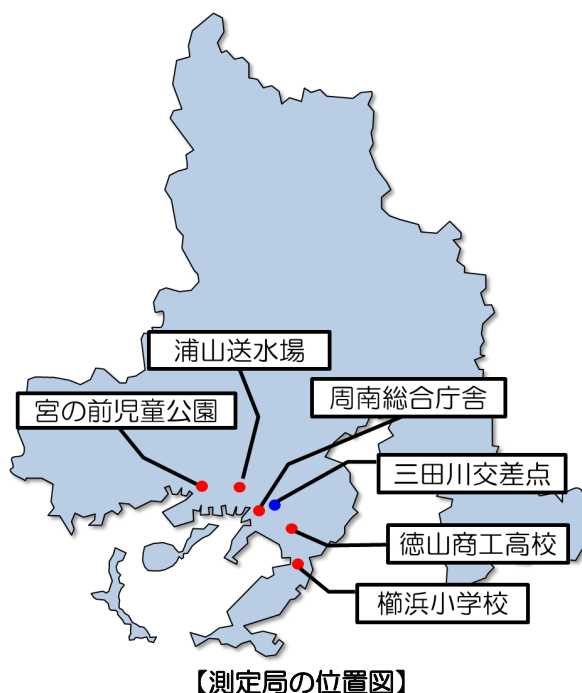 浦山送水場
周南総合庁舎
宮の前児童公園
三田川交差点
徳山商工高校
櫛浜小学校
【測定局の位置図】